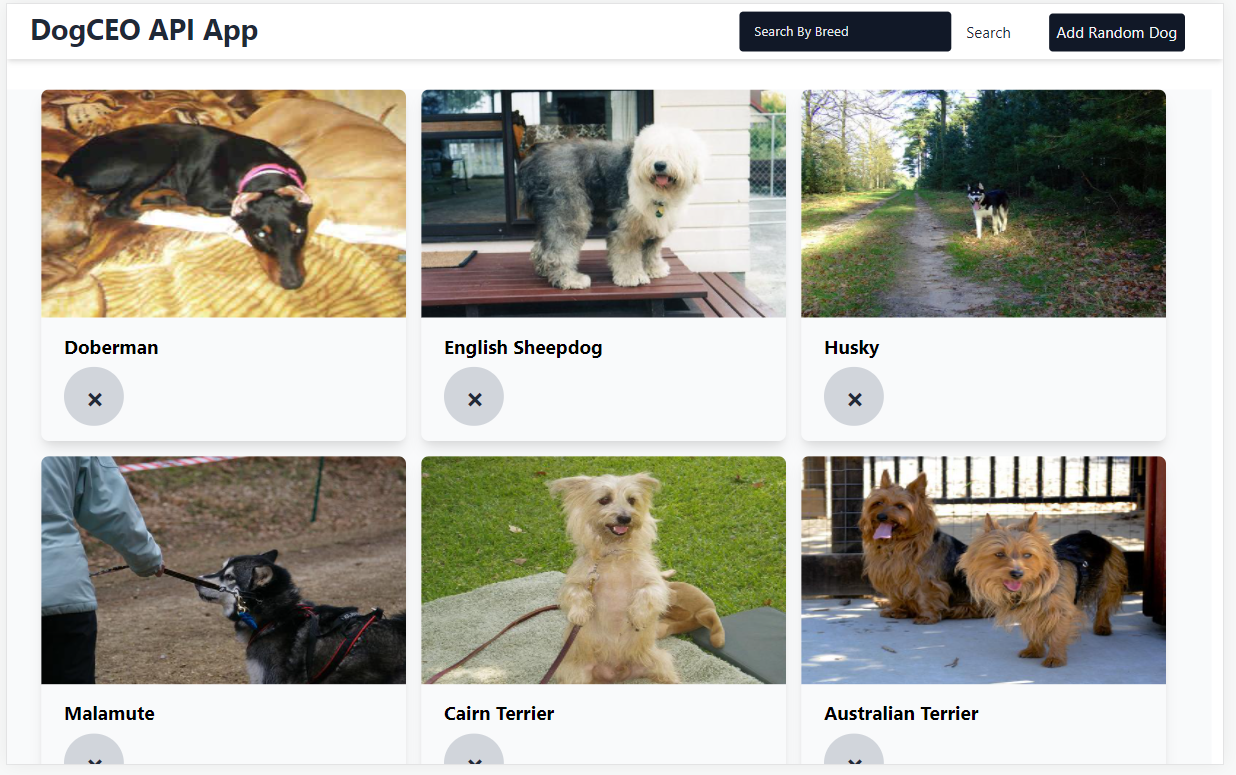 DogCEO API App
Search By Breed
Search
Add Random Dog
Doberman
English Sheepdog
Husky
×
×
×
Malamute
Cairn Terrier
Australian Terrier
×
×
×